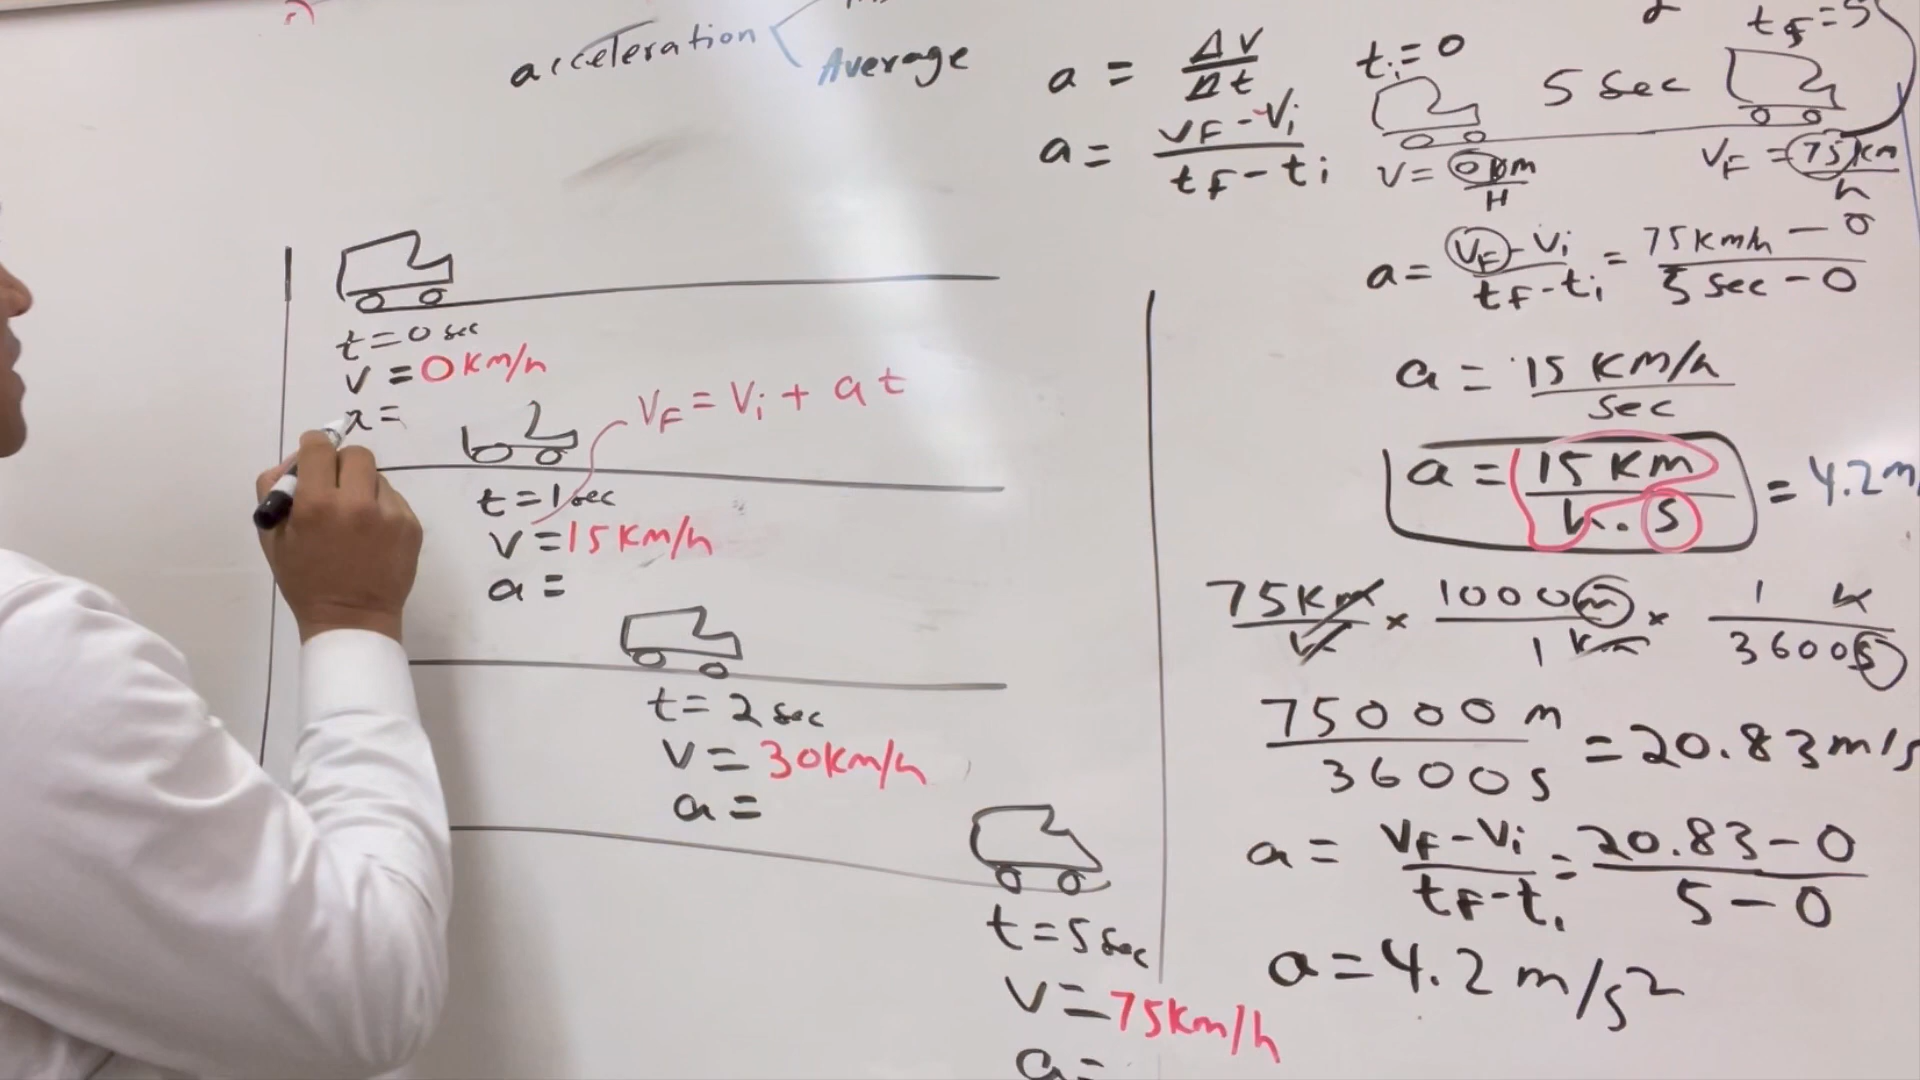 acceleration
Average
t = 0 sec
v = 0 km/h
a =
VF = Vi + at
t = 1 sec
v = 15 km/h
a =
t = 2 sec
v = 30 km/h
a =
t = 5 sec
v = 75 km/h
a =
a = ΔV / Δt
a = VF - Vi / tF - ti
ti = 0
5 Sec
tF = 5
v = 0 km / H
VF = 75 km / h
a = VF - Vi / tF - ti = 75 km/h - 0 / 5 Sec - 0
a = 15 KM/h / Sec
a = 15 KM / h . s = 4.2 m
75 Km / h × 1000 m / 1 km × 1 h / 3600 s
75000 m / 3600 s = 20.83 m/s
a = VF - Vi / tF - ti = 20.83 - 0 / 5 - 0
a = 4.2 m/s²